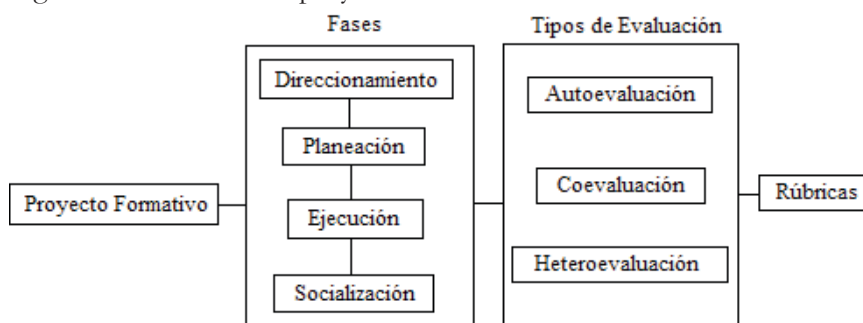 Fases
Tipos de Evaluación
Direccionamiento
Planeación
Ejecución
Socialización
Autoevaluación
Coevaluación
Heteroevaluación
Proyecto Formativo
Rúbricas